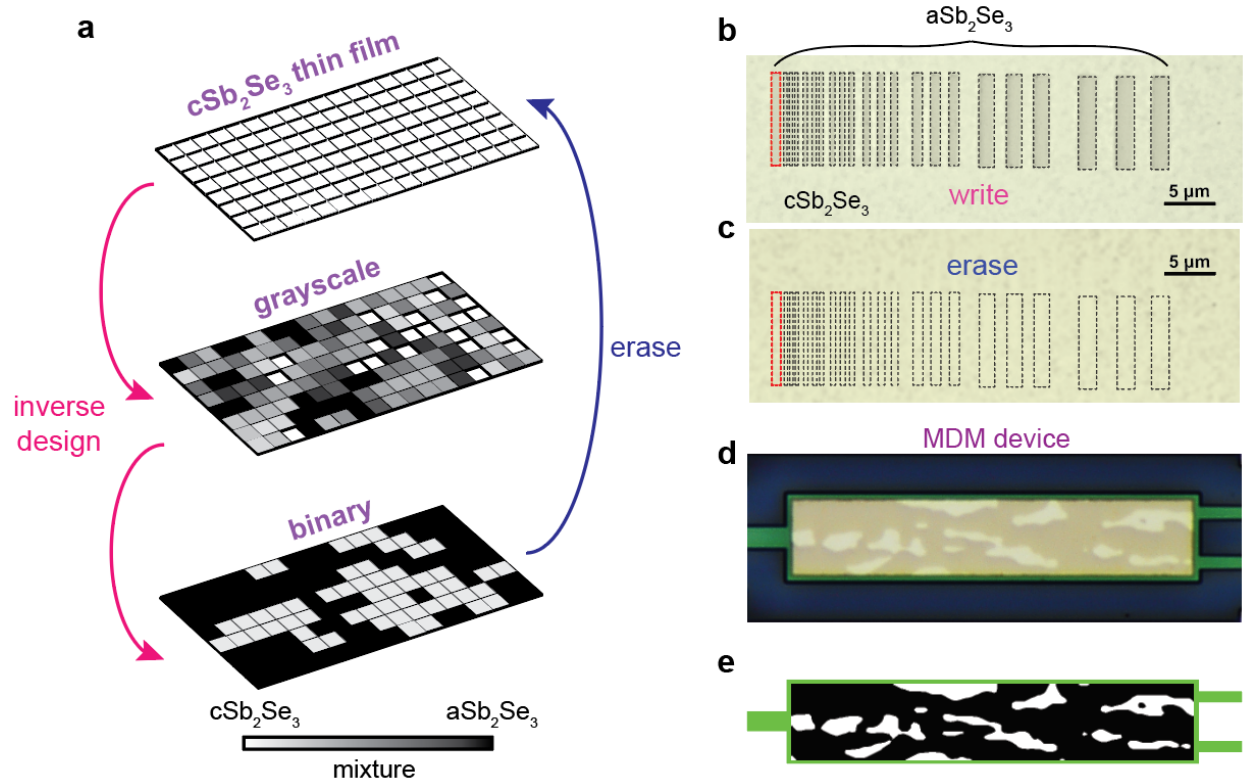 a
cSb₂Se₃ thin film
grayscale
inverse
design
erase
binary
cSb₂Se₃
aSb₂Se₃
mixture
b
aSb₂Se₃
cSb₂Se₃
write
5 µm
c
erase
5 µm
MDM device
d
e